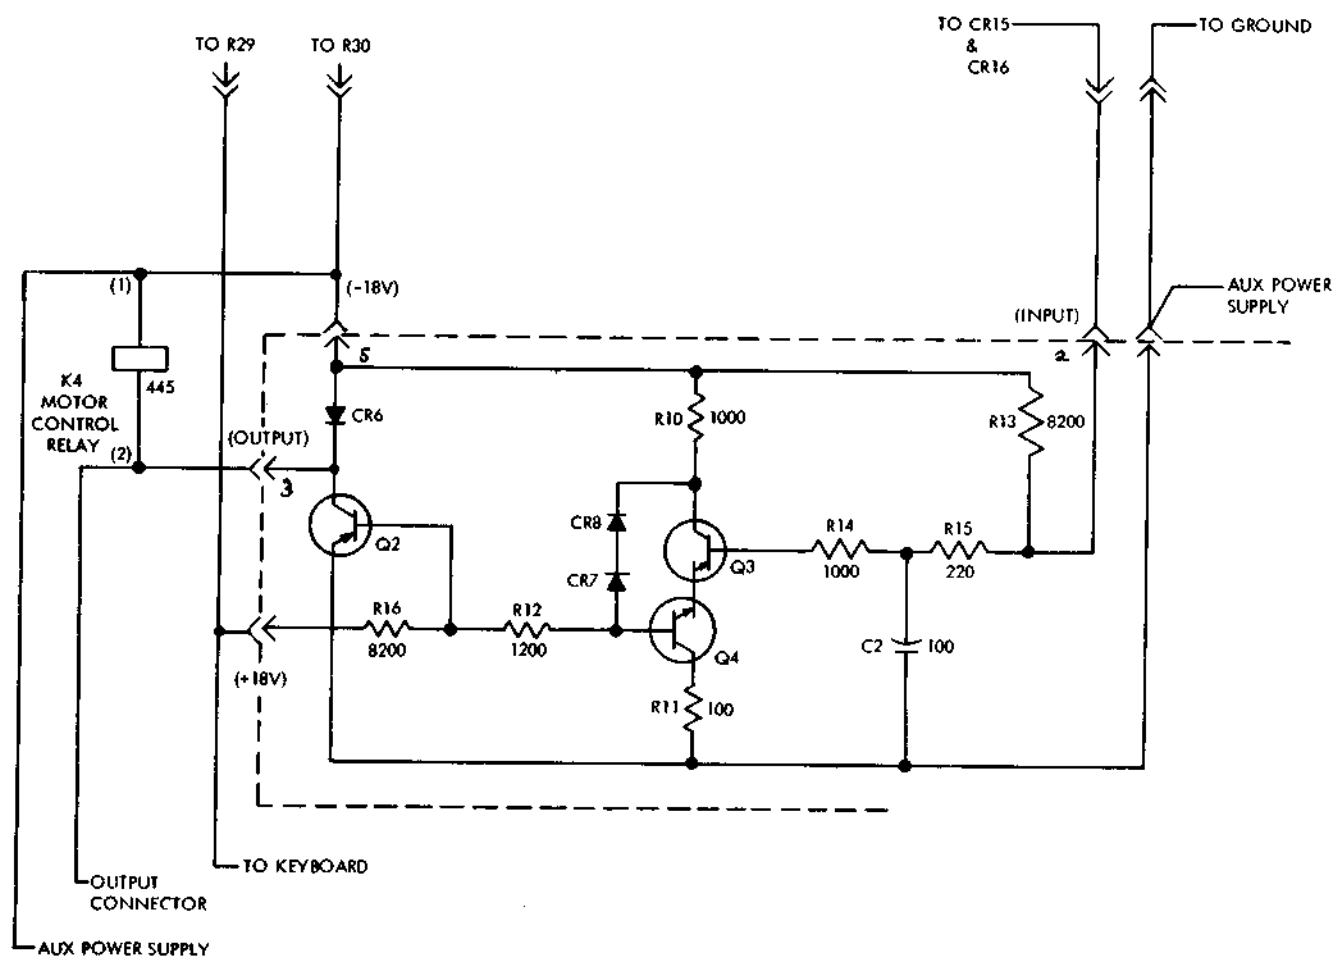 TO R29
TO R30
TO CR15
&
CR16
TO GROUND
(1)
(-18V)
AUX POWER
SUPPLY
(INPUT)
5
2
K4
MOTOR
CONTROL
RELAY
445
CR6
R10
1000
R13
8200
(OUTPUT)
(2)
3
CR8
Q2
R14
R15
CR7
Q3
1000
220
R16
R12
8200
1200
Q4
C2
100
(+18V)
R11
100
TO KEYBOARD
OUTPUT
CONNECTOR
AUX POWER SUPPLY